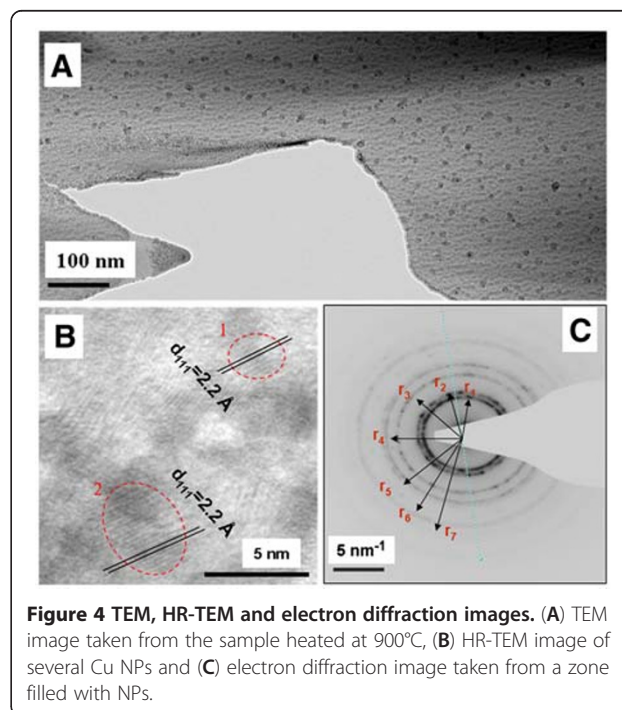 A
100 nm
B
1
d₁₁₁=2.2 Å
2
d₁₁₁=2.2 Å
5 nm
C
r₁
r₂
r₃
r₄
r₅
r₆
r₇
5 nm⁻¹
Figure 4 TEM, HR-TEM and electron diffraction images. (A) TEM
image taken from the sample heated at 900°C, (B) HR-TEM image of
several Cu NPs and (C) electron diffraction image taken from a zone
filled with NPs.